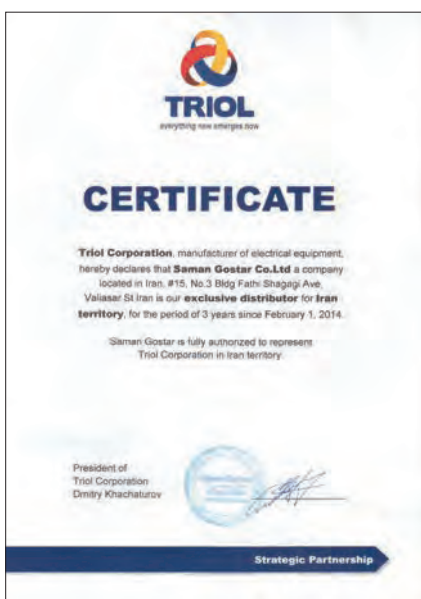 TRIOL
everything new emerges now
CERTIFICATE
Triol Corporation, manufacturer of electrical equipment,
hereby declares that Saman Gostar Co.Ltd a company
located in Iran, #15, No.3 Bldg Fathi Shagagi Ave,
Valiasar St Iran is our exclusive distributor for Iran
territory, for the period of 3 years since February 1, 2014.
Saman Gostar is fully authorized to represent
Triol Corporation in Iran territory.
President of
Triol Corporation
Dmitry Khachaturov
Strategic Partnership